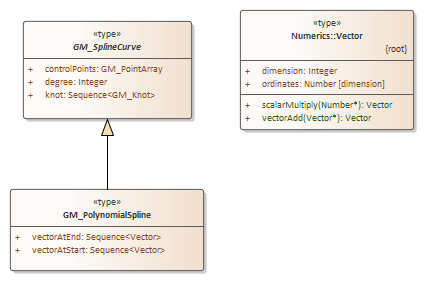 «type»
GM_SplineCurve
+ controlPoints: GM_PointArray
+ degree: Integer
+ knot: Sequence<GM_Knot>
«type»
Numerics::Vector
{root}
+ dimension: Integer
+ ordinates: Number [dimension]
+ scalarMultiply(Number*): Vector
+ vectorAdd(Vector*): Vector
«type»
GM_PolynomialSpline
+ vectorAtEnd: Sequence<Vector>
+ vectorAtStart: Sequence<Vector>